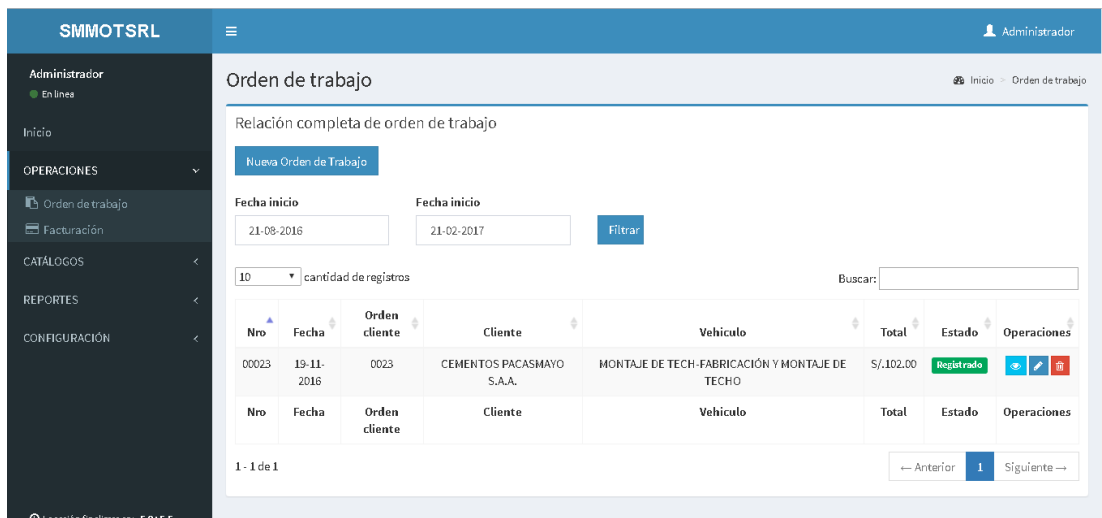 SMMOTSRL
Administrador
Administrador
En linea
Inicio
OPERACIONES
Orden de trabajo
Facturación
CATÁLOGOS
REPORTES
CONFIGURACIÓN
Orden de trabajo
Inicio > Orden de trabajo
Relación completa de orden de trabajo
Nueva Orden de Trabajo
Fecha inicio Fecha inicio
21-08-2016 21-02-2017 Filtrar
10 cantidad de registros Buscar:
Nro Fecha Orden cliente Cliente Vehiculo Total Estado Operaciones
00023 19-11-2016 0023 CEMENTOS PACASMAYO S.A.A. MONTAJE DE TECH-FABRICACIÓN Y MONTAJE DE TECHO S/.102.00 Registrado
Nro Fecha Orden cliente Cliente Vehiculo Total Estado Operaciones
1 - 1 de 1
← Anterior 1 Siguiente →